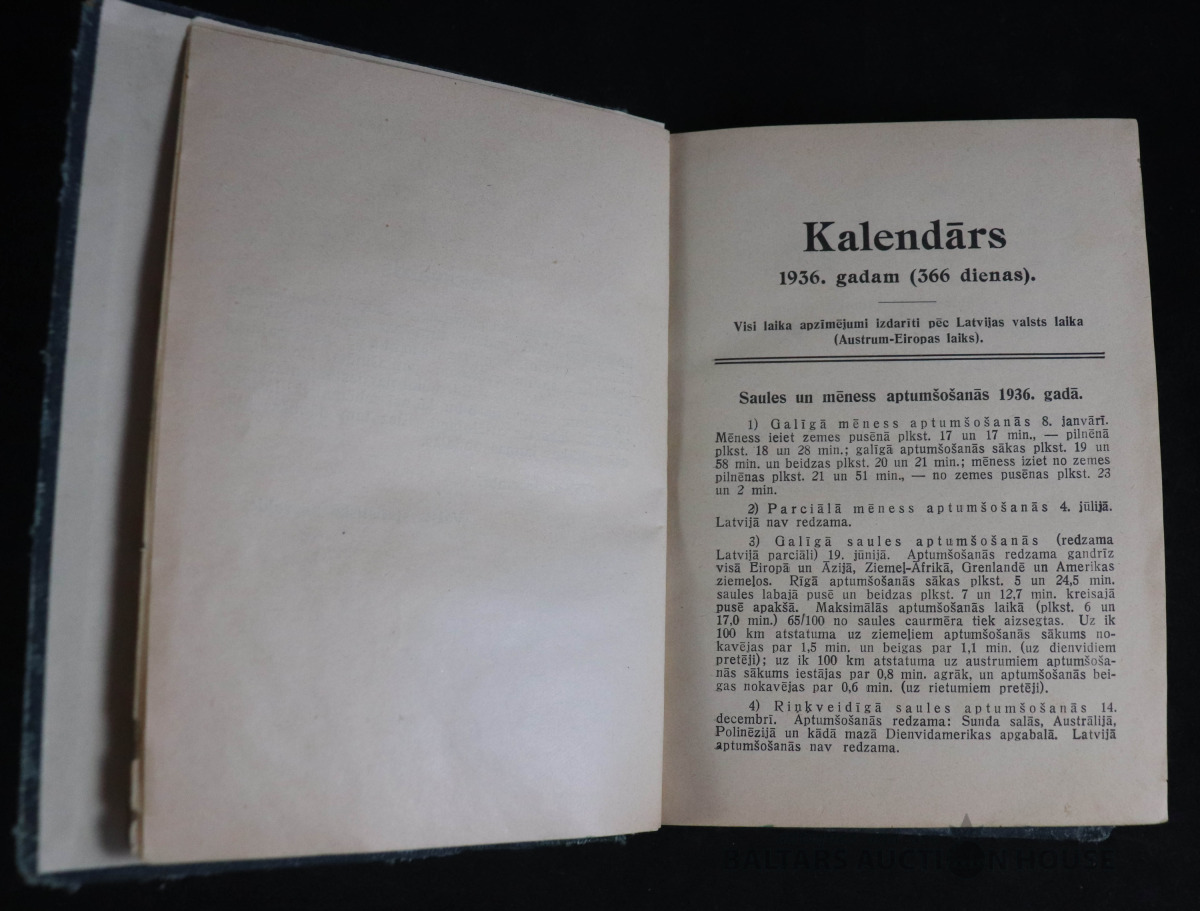 Kalendārs
1936. gadam (366 dienas).
Visi laika apzīmējumi izdarīti pēc Latvijas valsts laika
(Austrum-Eiropas laiks).
Saules un mēness aptumšošanās 1936. gadā.
1) Galīgā mēness aptumšošanās 8. janvārī.
Mēness ieiet zemes pusēnā plkst. 17 un 17 min., — pilnēnā
plkst. 18 un 28 min.; galīgā aptumšošanās sākas plkst. 19 un
58 min. un beidzas plkst. 20 un 21 min.; mēness iziet no zemes
pilnēnas plkst. 21 un 51 min., — no zemes pusēnas plkst. 23
un 2 min.
2) Parciālā mēness aptumšošanās 4. jūlijā.
Latvijā nav redzama.
3) Galīgā saules aptumšošanās (redzama
Latvijā parciāli) 19. jūnijā. Aptumšošanās redzama gandrīz
visā Eiropā un Āzijā, Ziemeļ-Āfrikā, Grenlandē un Amerikas
ziemeļos. Rīgā aptumšošanās sākas plkst. 5 un 24,5 min.
saules labajā pusē un beidzas plkst. 7 un 12,7 min. kreisajā
pusē apakšā. Maksimālās aptumšošanās laikā (plkst. 6 un
17,0 min.) 65/100 no saules caurmēra tiek aizsegtas. Uz ik
100 km atstatuma uz ziemeļiem aptumšošanās sākums no-
kavējas par 1,5 min. un beigas par 1,1 min. (uz dienvidiem
pretēji); uz ik 100 km atstatuma uz austrumiem aptumšoša-
nās sākums iestājas par 0,8 min. agrāk, un aptumšošanās bei-
gas nokavējas par 0,6 min. (uz rietumiem pretēji).
4) Riņķveidīgā saules aptumšošanās 14.
decembrī. Aptumšošanās redzama: Sunda salās, Austrālijā,
Polinēzijā un kādā mazā Dienvidamerikas apgabalā. Latvijā
aptumšošanās nav redzama.
BALTARS AUCTION HOUSE